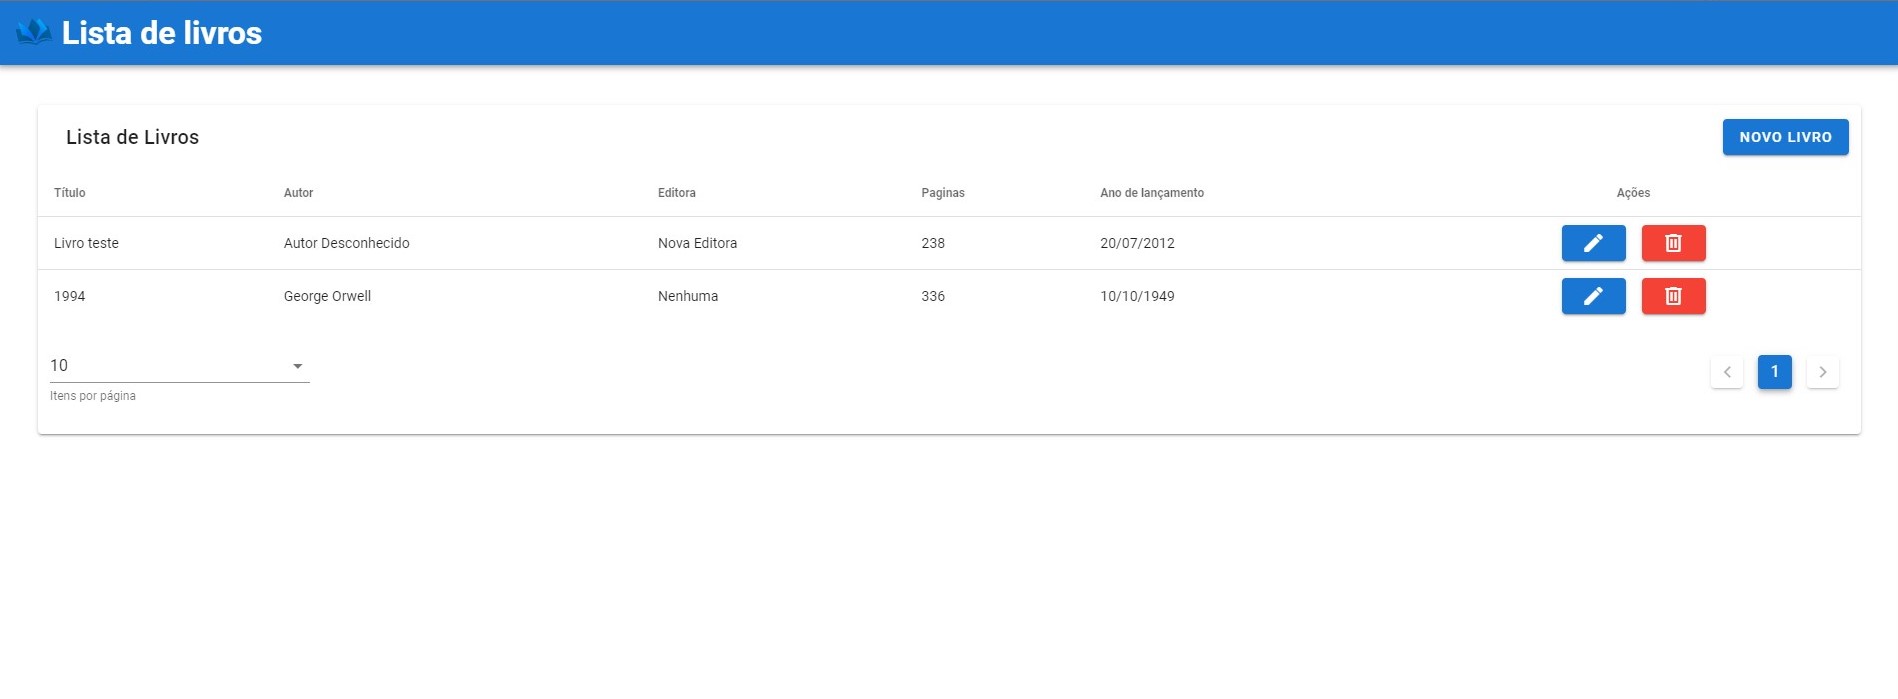 Lista de livros
Lista de Livros
NOVO LIVRO
Título Autor Editora Paginas Ano de lançamento Ações
Livro teste Autor Desconhecido Nova Editora 238 20/07/2012
1994 George Orwell Nenhuma 336 10/10/1949
10
1
Itens por página